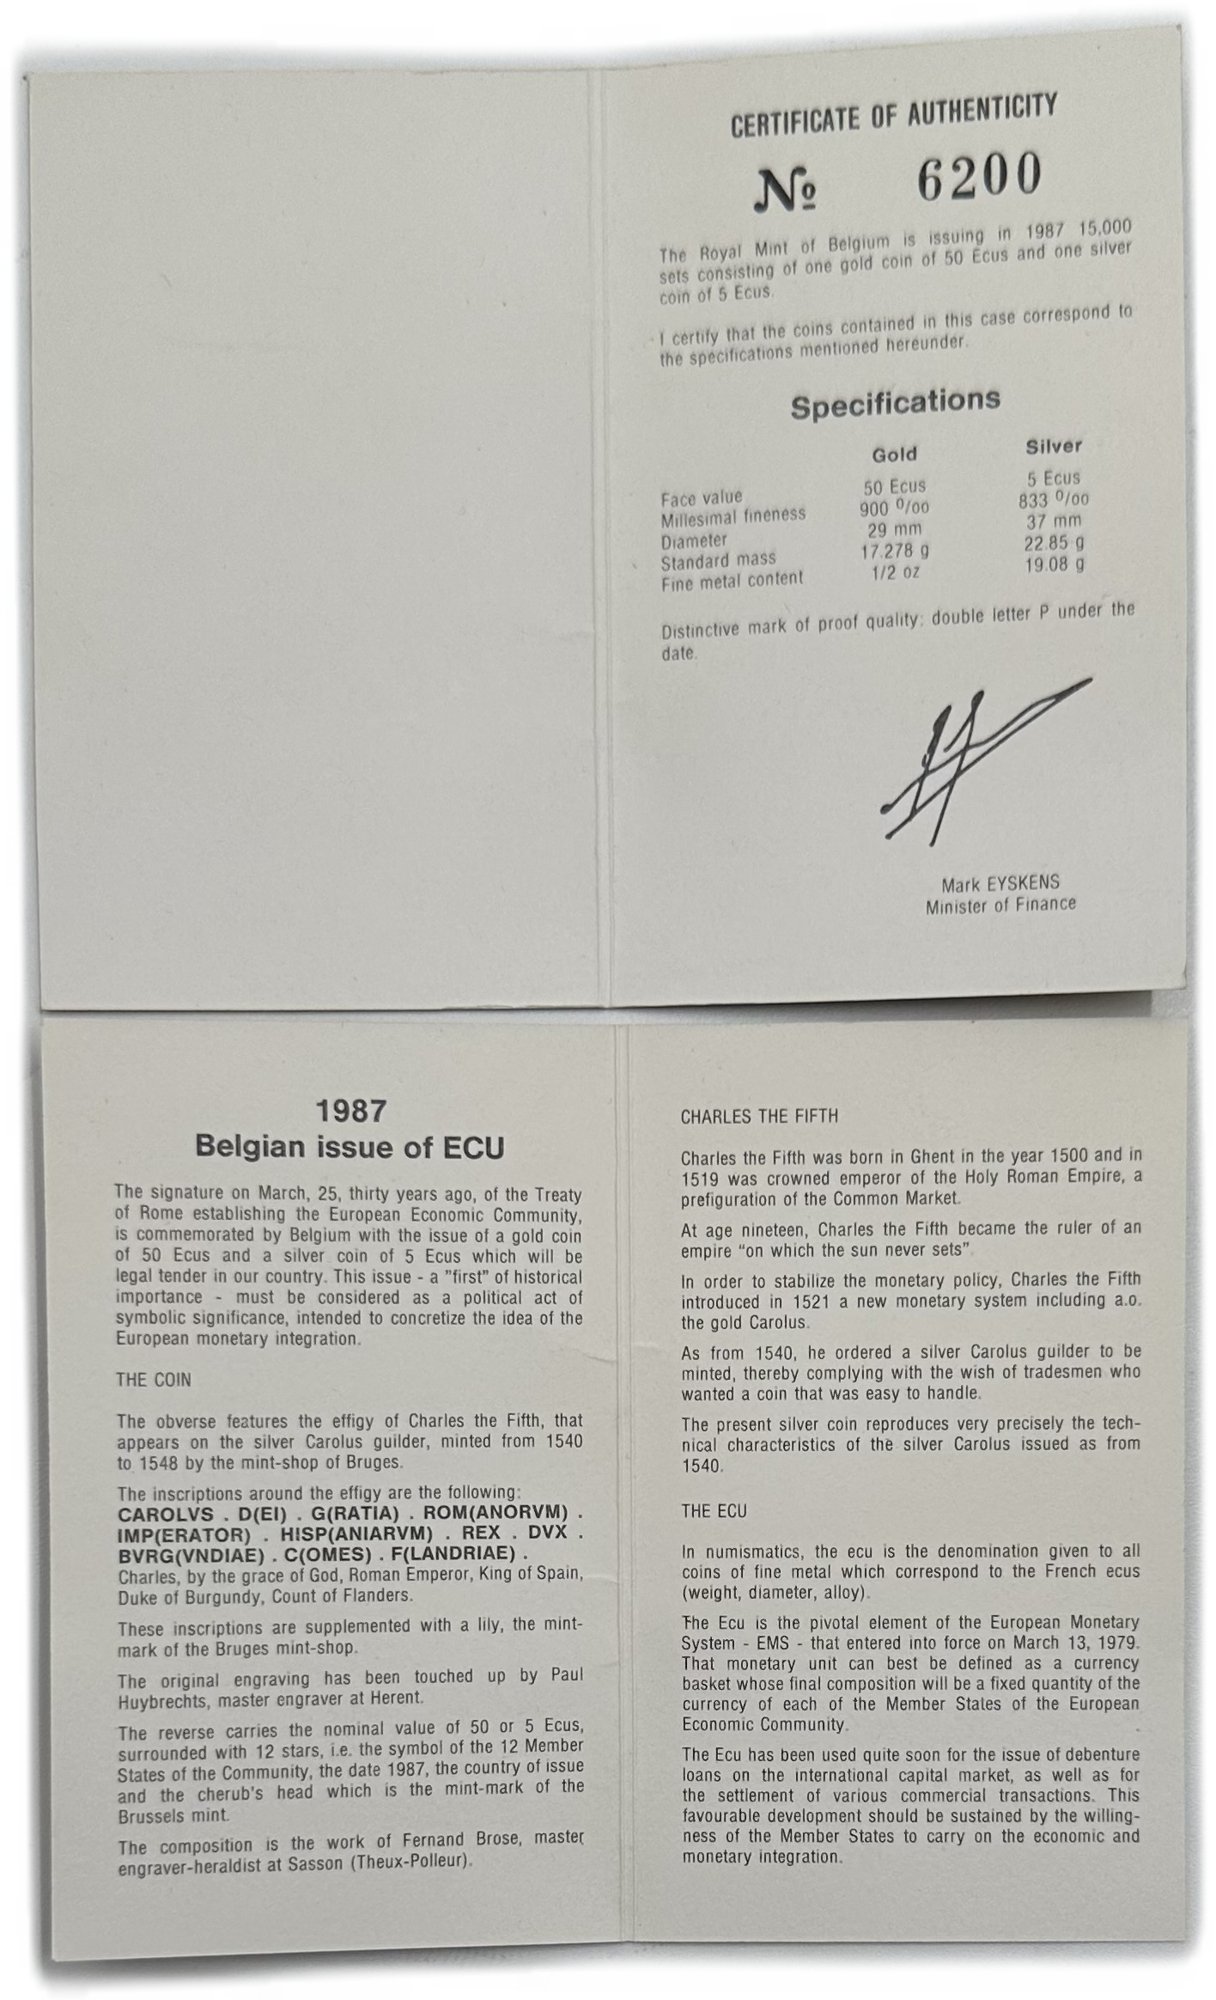 CERTIFICATE OF AUTHENTICITY
№ 6200
The Royal Mint of Belgium is issuing in 1987 15,000
sets consisting of one gold coin of 50 Ecus and one silver
coin of 5 Ecus.
I certify that the coins contained in this case correspond to
the specifications mentioned hereunder.
Specifications
Gold Silver
Face value 50 Ecus 5 Ecus
Millesimal fineness 900 ⁰/oo 833 ⁰/oo
Diameter 29 mm 37 mm
Standard mass 17.278 g 22.85 g
Fine metal content 1/2 oz 19.08 g
Distinctive mark of proof quality: double letter P under the
date.
Mark EYSKENS
Minister of Finance
1987
Belgian issue of ECU
The signature on March, 25, thirty years ago, of the Treaty
of Rome establishing the European Economic Community,
is commemorated by Belgium with the issue of a gold coin
of 50 Ecus and a silver coin of 5 Ecus which will be
legal tender in our country. This issue - a "first" of historical
importance - must be considered as a political act of
symbolic significance, intended to concretize the idea of the
European monetary integration.
THE COIN
The obverse features the effigy of Charles the Fifth, that
appears on the silver Carolus guilder, minted from 1540
to 1548 by the mint-shop of Bruges.
The inscriptions around the effigy are the following:
CAROLVS . D(EI) . G(RATIA) . ROM(ANORVM) .
IMP(ERATOR) . HISP(ANIARVM) . REX . DVX .
BVRG(VNDIAE) . C(OMES) . F(LANDRIAE) .
Charles, by the grace of God, Roman Emperor, King of Spain,
Duke of Burgundy, Count of Flanders.
These inscriptions are supplemented with a lily, the mint-
mark of the Bruges mint-shop.
The original engraving has been touched up by Paul
Huybrechts, master engraver at Herent.
The reverse carries the nominal value of 50 or 5 Ecus,
surrounded with 12 stars, i.e. the symbol of the 12 Member
States of the Community, the date 1987, the country of issue
and the cherub's head which is the mint-mark of the
Brussels mint.
The composition is the work of Fernand Brose, master
engraver-heraldist at Sasson (Theux-Polleur).
CHARLES THE FIFTH
Charles the Fifth was born in Ghent in the year 1500 and in
1519 was crowned emperor of the Holy Roman Empire, a
prefiguration of the Common Market.
At age nineteen, Charles the Fifth became the ruler of an
empire “on which the sun never sets”.
In order to stabilize the monetary policy, Charles the Fifth
introduced in 1521 a new monetary system including a.o.
the gold Carolus.
As from 1540, he ordered a silver Carolus guilder to be
minted, thereby complying with the wish of tradesmen who
wanted a coin that was easy to handle.
The present silver coin reproduces very precisely the tech-
nical characteristics of the silver Carolus issued as from
1540.
THE ECU
In numismatics, the ecu is the denomination given to all
coins of fine metal which correspond to the French ecus
(weight, diameter, alloy).
The Ecu is the pivotal element of the European Monetary
System - EMS - that entered into force on March 13, 1979.
That monetary unit can best be defined as a currency
basket whose final composition will be a fixed quantity of the
currency of each of the Member States of the European
Economic Community.
The Ecu has been used quite soon for the issue of debenture
loans on the international capital market, as well as for
the settlement of various commercial transactions. This
favourable development should be sustained by the willing-
ness of the Member States to carry on the economic and
monetary integration.